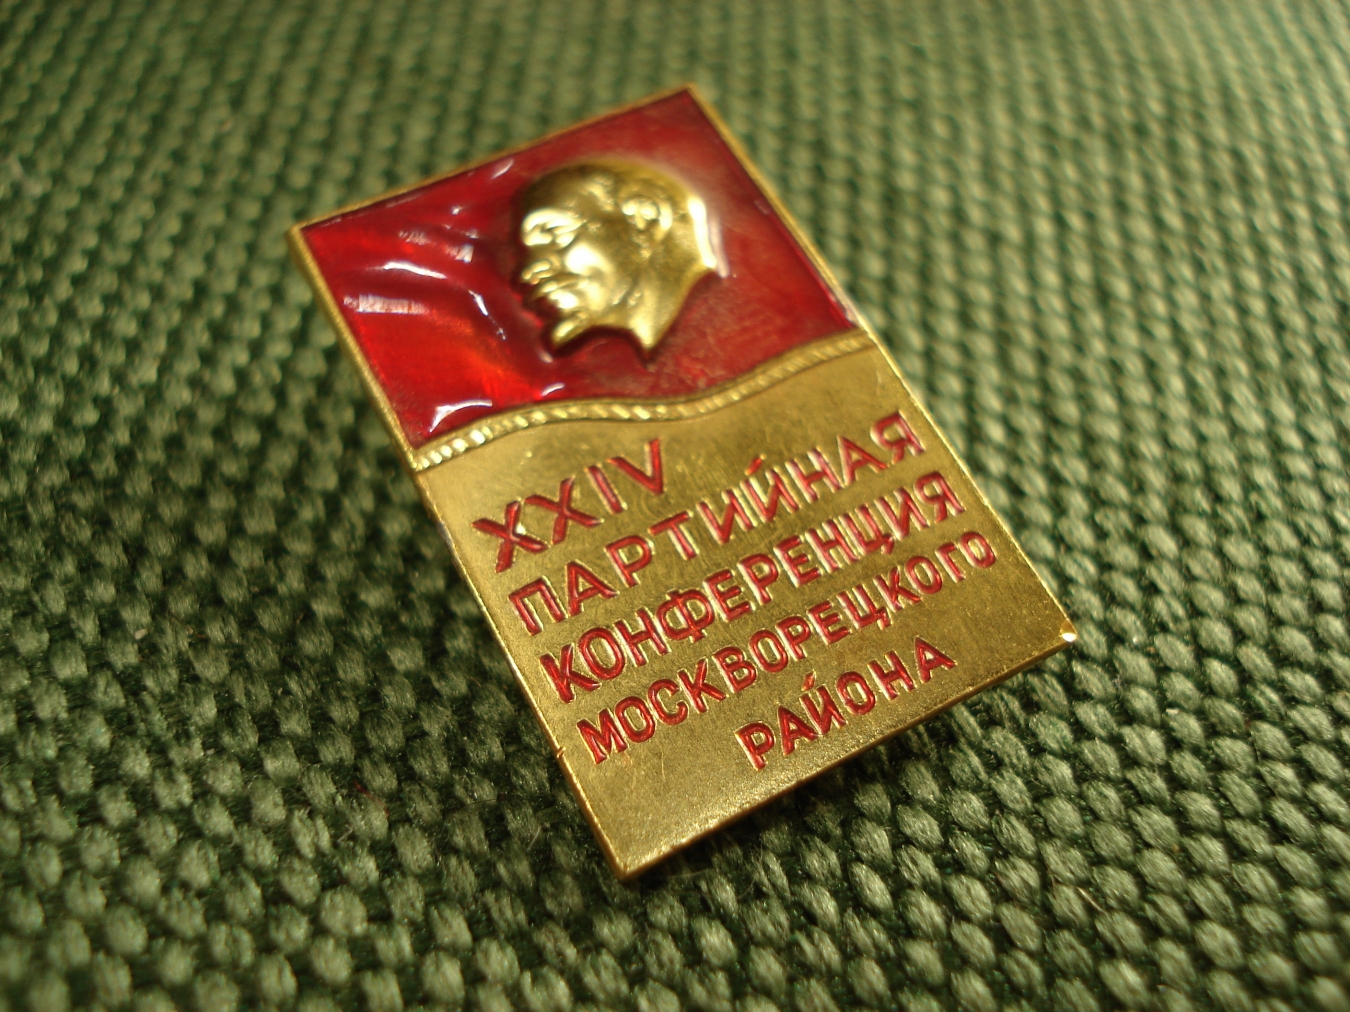 XXIV
ПАРТИЙНАЯ
КОНФЕРЕНЦИЯ
МОСКВОРЕЦКОГО
РАЙОНА